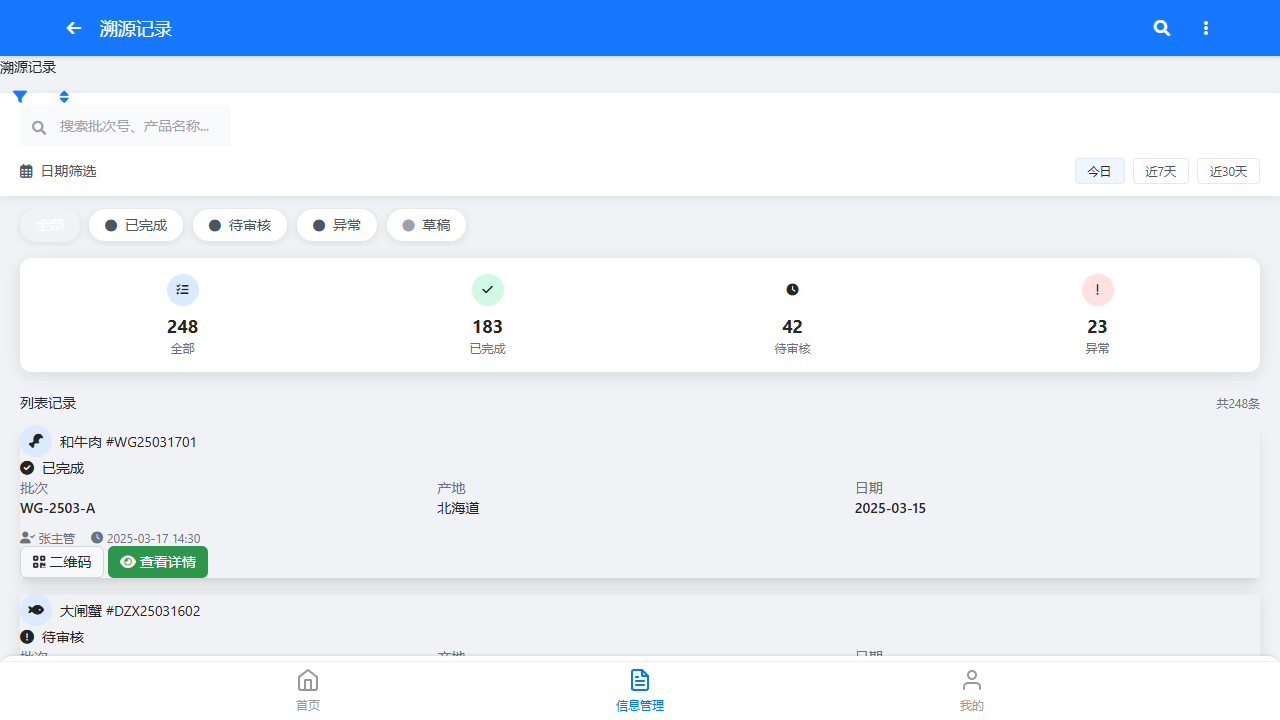 溯源记录
溯源记录
搜索批次号、产品名称...
日期筛选 今日 近7天 近30天
全部 已完成 待审核 异常 草稿
248 183 42 23
全部 已完成 待审核 异常
列表记录 共248条
和牛肉 #WG25031701
已完成
批次 产地 日期
WG-2503-A 北海道 2025-03-15
张主管 2025-03-17 14:30
二维码 查看详情
大闸蟹 #DZX25031602
待审核
批次 产地 日期
首页 信息管理 我的